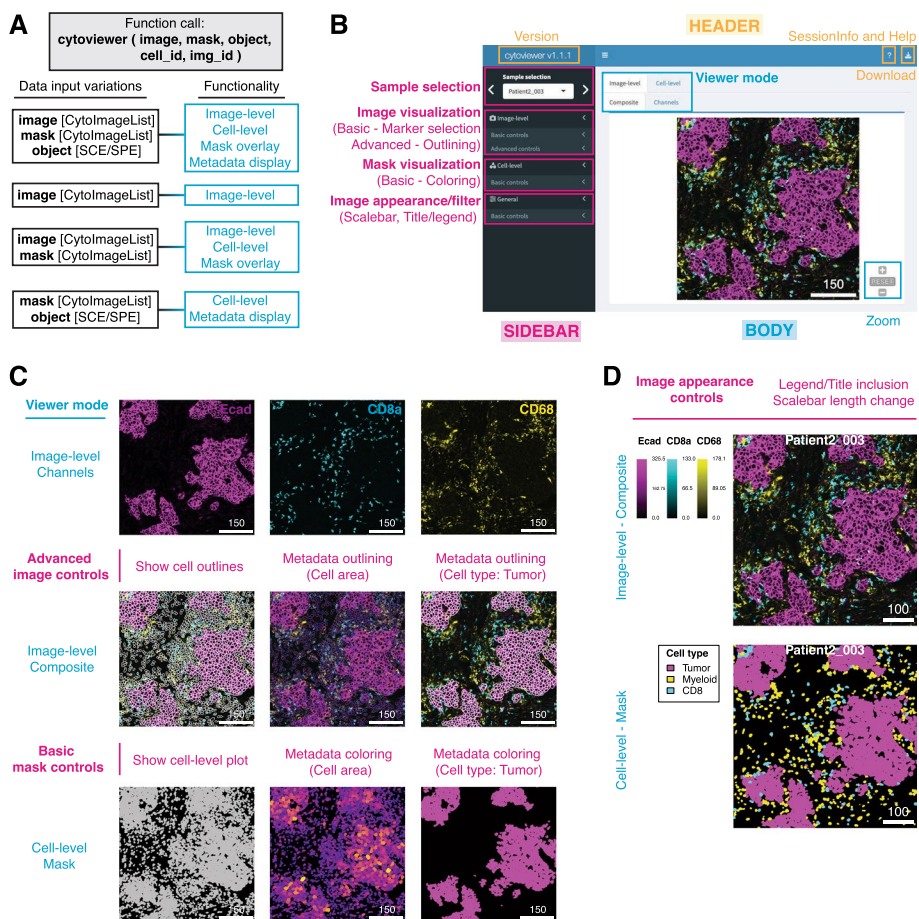 A
Function call:
cytoviewer ( image, mask, object,
cell_id, img_id )
Data input variations
Functionality
image [CytoImageList]
mask [CytoImageList]
object [SCE/SPE]
Image-level
Cell-level
Mask overlay
Metadata display
image [CytoImageList]
Image-level
image [CytoImageList]
mask [CytoImageList]
Image-level
Cell-level
Mask overlay
mask [CytoImageList]
object [SCE/SPE]
Cell-level
Metadata display
B
Version
HEADER
SessionInfo and Help
cytoviewer v1.1.1
?
Download
Sample selection
Sample selection
Patient2_003
Image visualization
(Basic - Marker selection
Advanced - Outlining)
Image-level
Basic controls
Advanced controls
Mask visualization
(Basic - Coloring)
Cell-level
Basic controls
Image appearance/filter
(Scalebar, Title/legend)
General
Basic controls
Image-level
Cell-level
Composite
Channels
Viewer mode
150
RESET
Zoom
SIDEBAR
BODY
C
Viewer mode
Image-level
Channels
Ecad
150
CD8a
150
CD68
150
Advanced
image controls
Show cell outlines
Metadata outlining
(Cell area)
Metadata outlining
(Cell type: Tumor)
Image-level
Composite
150
150
150
Basic
mask controls
Show cell-level plot
Metadata coloring
(Cell area)
Metadata coloring
(Cell type: Tumor)
Cell-level
Mask
150
150
150
D
Image appearance
controls
Legend/Title inclusion
Scalebar length change
Image-level - Composite
Ecad CD8a CD68
325.5 133.0 178.1
162.75 66.5 89.05
0.0 0.0 0.0
Patient2_003
100
Cell-level - Mask
Cell type
Tumor
Myeloid
CD8
Patient2_003
100